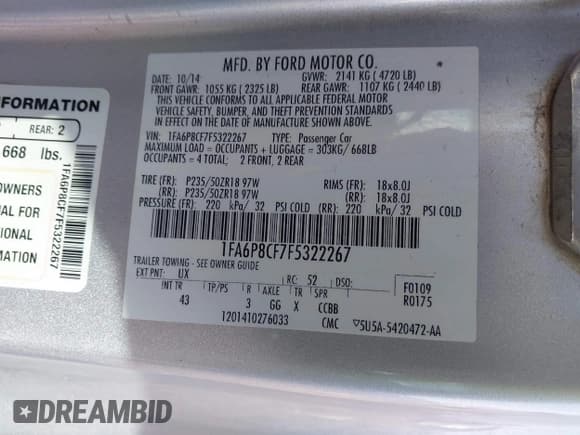 MFD. BY FORD MOTOR CO.
DATE: 10/14 GVWR: 2141 KG ( 4720 LB)
FRONT GAWR: 1055 KG ( 2325 LB) REAR GAWR: 1107 KG ( 2440 LB)
THIS VEHICLE CONFORMS TO ALL APPLICABLE FEDERAL MOTOR
VEHICLE SAFETY, BUMPER, AND THEFT PREVENTION STANDARDS IN
EFFECT ON THE DATE OF MANUFACTURE SHOWN ABOVE.
VIN: 1FA6P8CF7F5322267 TYPE: Passenger Car
MAXIMUM LOAD = OCCUPANTS + LUGGAGE = 303KG/ 668LB
OCCUPANTS = 4 TOTAL; 2 FRONT, 2 REAR
TIRE (FR): P235/50ZR18 97W RIMS (FR): 18x8.0J
(RR): P235/50ZR18 97W (RR): 18x8.0J
PRESSURE (FR): 220 kPa/ 32 PSI COLD (RR): 220 kPa/ 32 PSI COLD
1FA6P8CF7F5322267
TRAILER TOWING - SEE OWNER GUIDE
EXT PNT: UX RC: 52 DSO: F0109
INT TR TP/PS R AXLE TR SPR R0175
43 3 GG X CCBB
1201410276033 CMC 5U5A-5420472-AA
FORMATION
REAR: 2
668 lbs.
OWNERS
UAL FOR
IONAL
MATION
1FA6P8CF7F5322267
DREAMBID